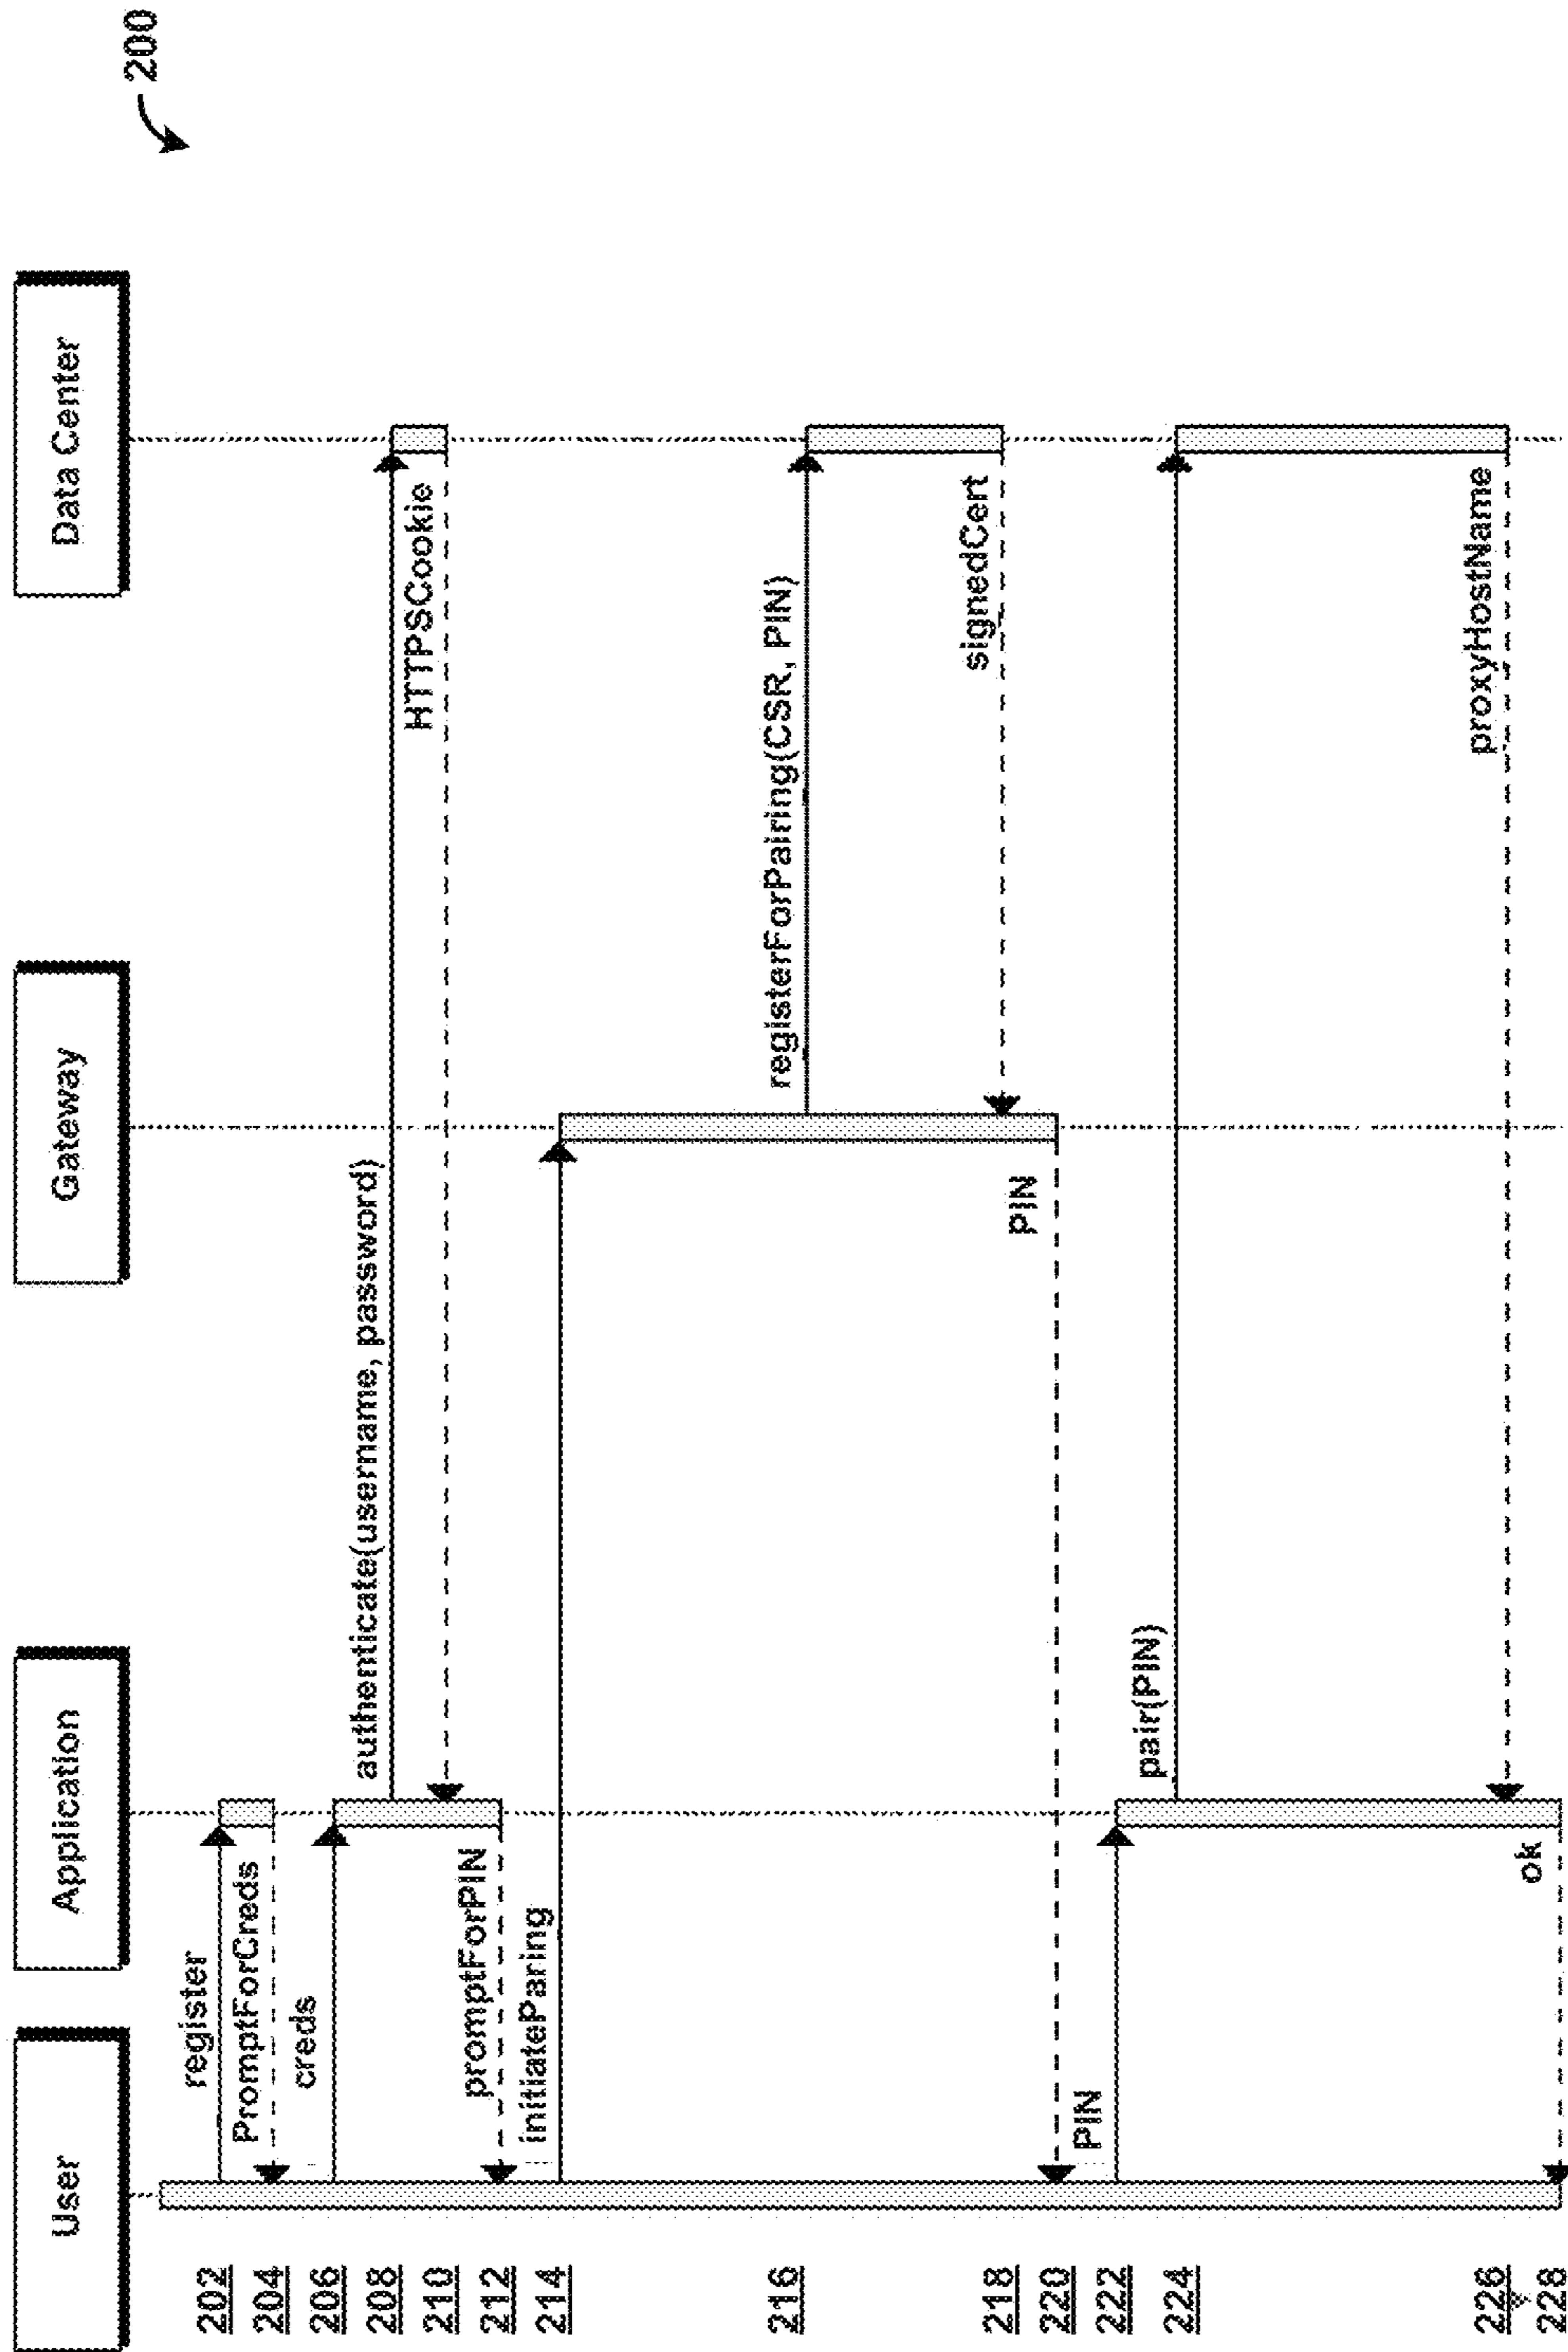 200
User
Application
Gateway
Data Center
202
register
204
PromptForCreds
206
creds
208
authenticate(username, password)
210
HTTPSCookie
212
promptForPIN
214
initiateParing
216
registerForPairing(CSR, PIN)
218
signedCert
220
PIN
222
PIN
224
pair(PIN)
226
proxyHostName
228
ok